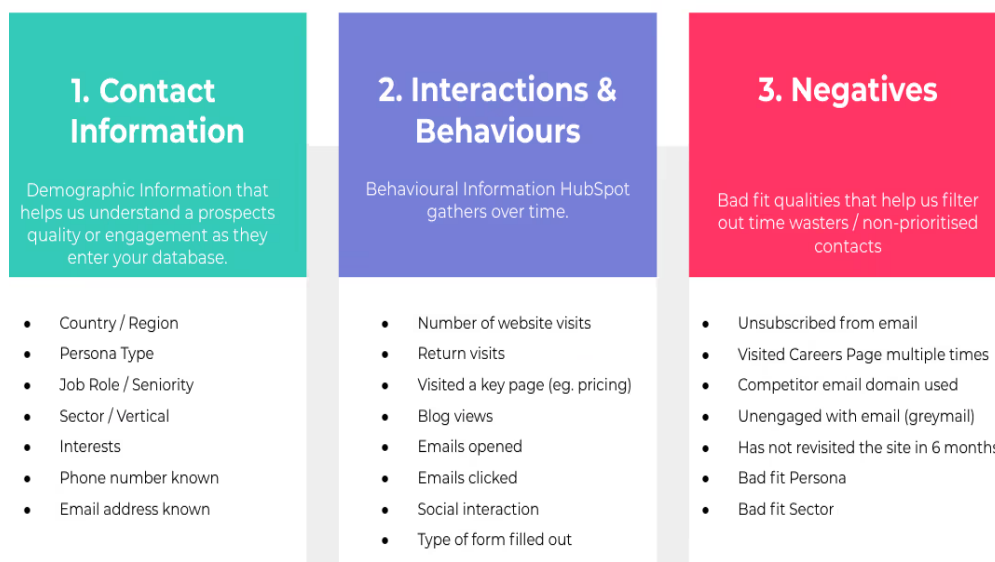 1. Contact
Information
Demographic Information that
helps us understand a prospects
quality or engagement as they
enter your database.
• Country / Region
• Persona Type
• Job Role / Seniority
• Sector / Vertical
• Interests
• Phone number known
• Email address known
2. Interactions &
Behaviours
Behavioural Information HubSpot
gathers over time.
• Number of website visits
• Return visits
• Visited a key page (eg. pricing)
• Blog views
• Emails opened
• Emails clicked
• Social interaction
• Type of form filled out
3. Negatives
Bad fit qualities that help us filter
out time wasters / non-prioritised
contacts
• Unsubscribed from email
• Visited Careers Page multiple times
• Competitor email domain used
• Unengaged with email (greymail)
• Has not revisited the site in 6 months
• Bad fit Persona
• Bad fit Sector